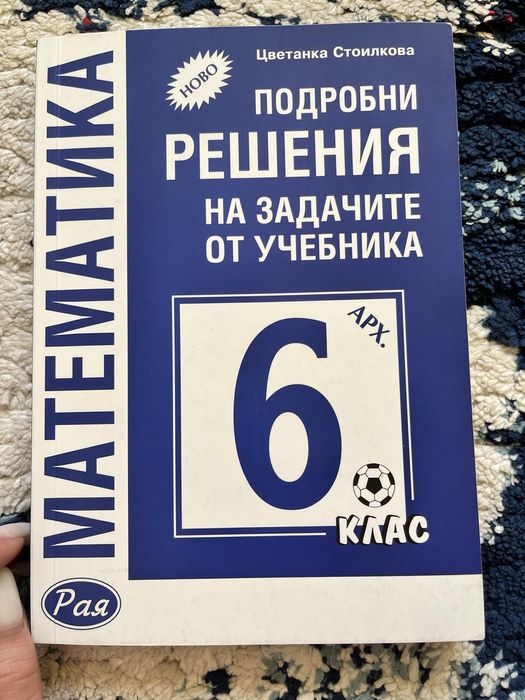 Цветанка Стоилкова
НОВО
ПОДРОБНИ
РЕШЕНИЯ
НА ЗАДАЧИТЕ
ОТ УЧЕБНИКА
МАТЕМАТИКА
АРХ.
6
КЛАС
Рая